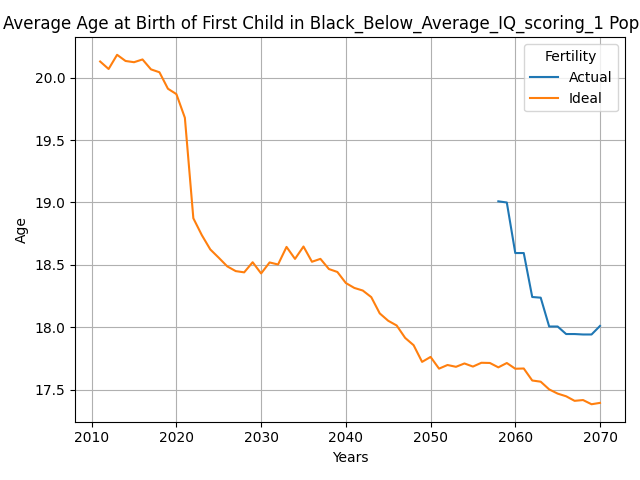 Average Age at Birth of First Child in Black_Below_Average_IQ_scoring_1 Pop
Fertility
Actual
Ideal
20.0
19.5
19.0
18.5
18.0
17.5
Age
2010 2020 2030 2040 2050 2060 2070
Years